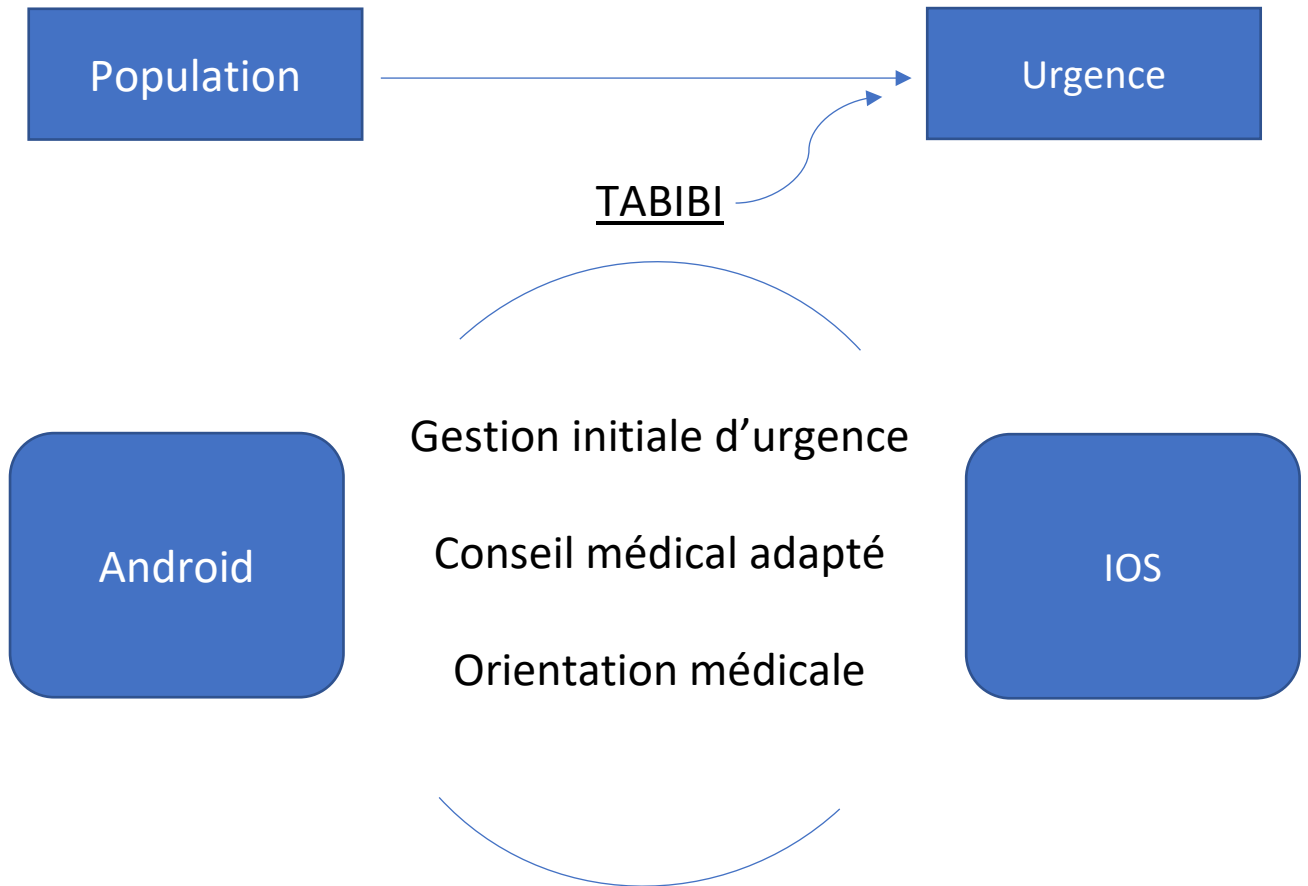 Population
Urgence
TABIBI
Gestion initiale d’urgence
Android
Conseil médical adapté
IOS
Orientation médicale